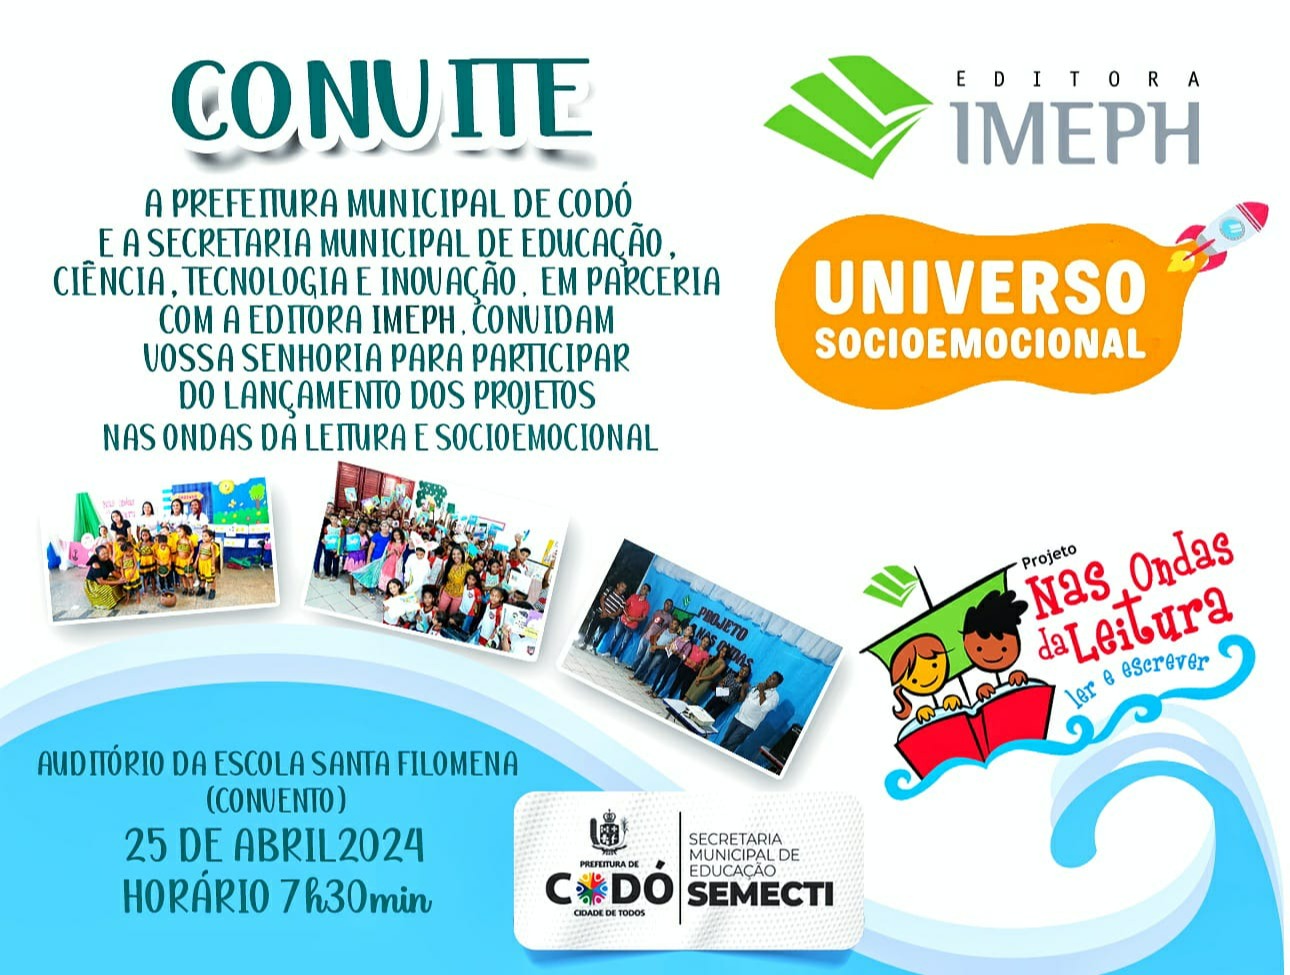 CONVITE
A PREFEITURA MUNICIPAL DE CODÓ
E A SECRETARIA MUNICIPAL DE EDUCAÇÃO,
CIÊNCIA, TECNOLOGIA E INOVAÇÃO, EM PARCERIA
COM A EDITORA IMEPH, CONVIDAM
VOSSA SENHORIA PARA PARTICIPAR
DO LANÇAMENTO DOS PROJETOS
NAS ONDAS DA LEITURA E SOCIOEMOCIONAL
EDITORA
IMEPH
UNIVERSO
SOCIOEMOCIONAL
PROJETO
NAS ONDAS
Projeto
Nas Ondas
da Leitura
ler e escrever
AUDITÓRIO DA ESCOLA SANTA FILOMENA
(CONVENTO)
25 DE ABRIL 2024
HORÁRIO 7h30min
PREFEITURA DE
CODÓ
CIDADE DE TODOS
SECRETARIA
MUNICIPAL DE
EDUCAÇÃO
SEMECTI